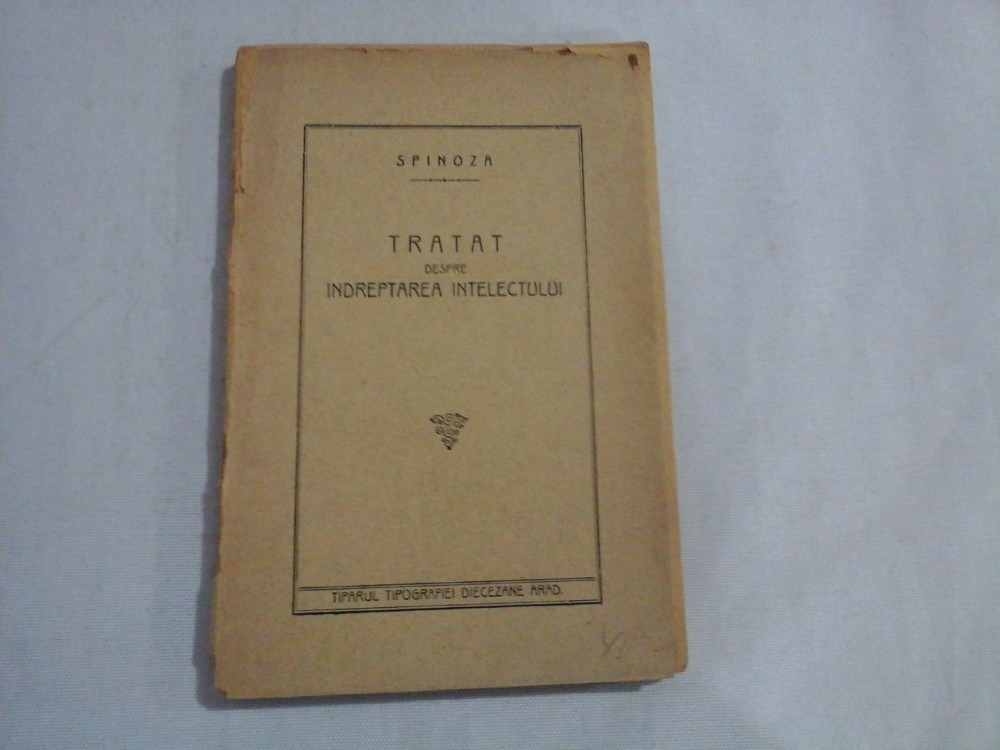 SPINOZA
TRATAT
DESPRE
INDREPTAREA INTELECTULUI
TIPARUL TIPOGRAFIEI DIECEZANE ARAD.